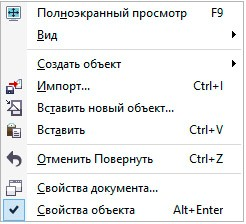 Полноэкранный просмотр F9
Вид
Создать объект
Импорт... Ctrl+I
Вставить новый объект...
Вставить Ctrl+V
Отменить Повернуть Ctrl+Z
Свойства документа...
Свойства объекта Alt+Enter